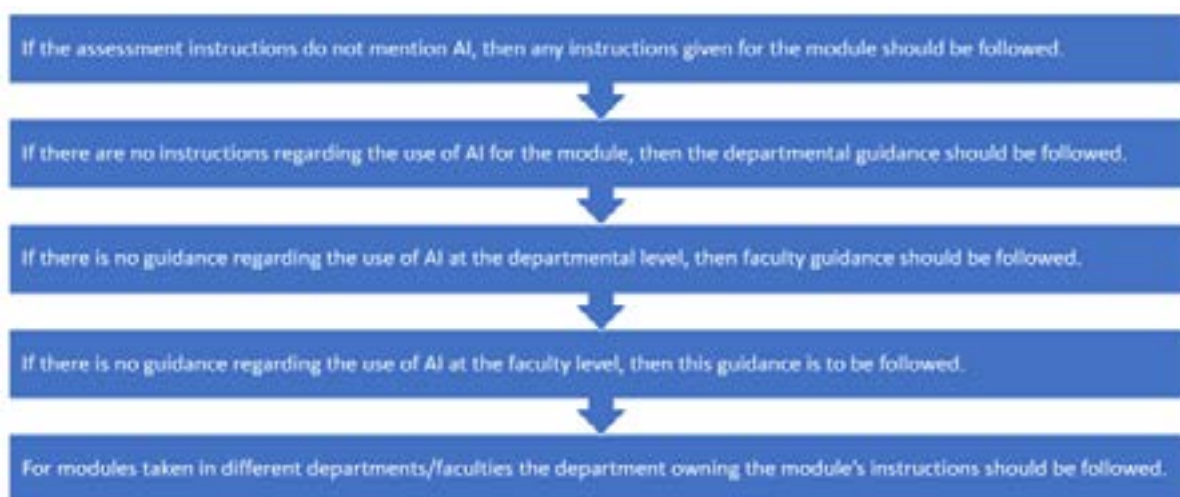 If the assessment instructions do not mention AI, then any instructions given for the module should be followed.
If there are no instructions regarding the use of AI for the module, then the departmental guidance should be followed.
If there is no guidance regarding the use of AI at the departmental level, then faculty guidance should be followed.
If there is no guidance regarding the use of AI at the faculty level, then this guidance is to be followed.
For modules taken in different departments/faculties the department owning the module's instructions should be followed.